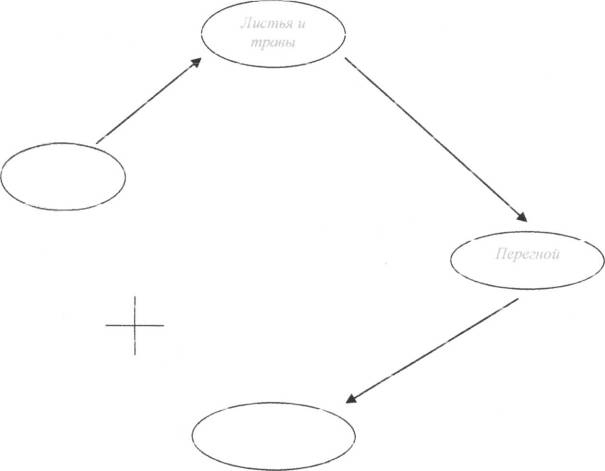 Листья и
травы
Перегной